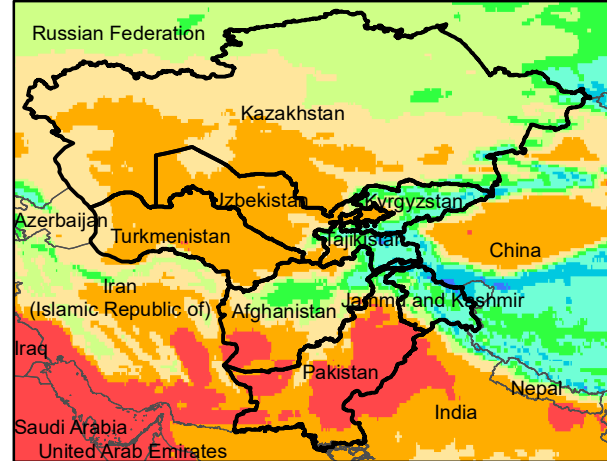 Russian Federation
Kazakhstan
Izbekistan
Kyrgyzstan
Azerbaijan
Turkmenistan
Tajikistan
China
Iran
(Islamic Republic of)
Afghanistan
Jammu and Kashmir
Iraq
Pakistan
Nepal
India
Saudi Arabia
United Arab Emirates